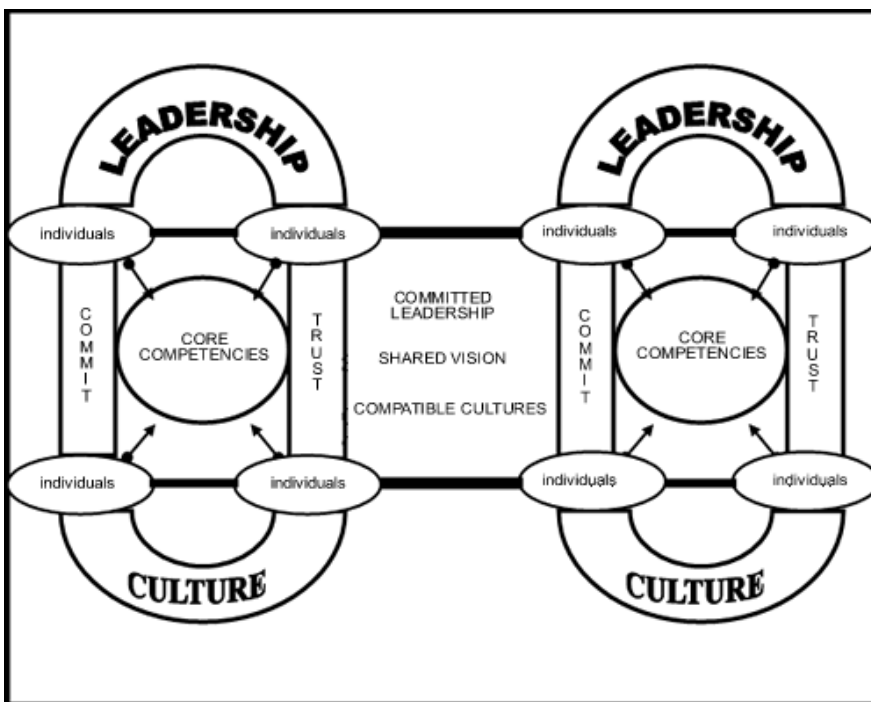 LEADERSHIP
LEADERSHIP
individuals
individuals
individuals
individuals
COMMIT
CORE
COMPETENCIES
TRUST
COMMITTED
LEADERSHIP
SHARED VISION
COMPATIBLE CULTURES
COMMIT
CORE
COMPETENCIES
TRUST
individuals
individuals
individuals
individuals
CULTURE
CULTURE